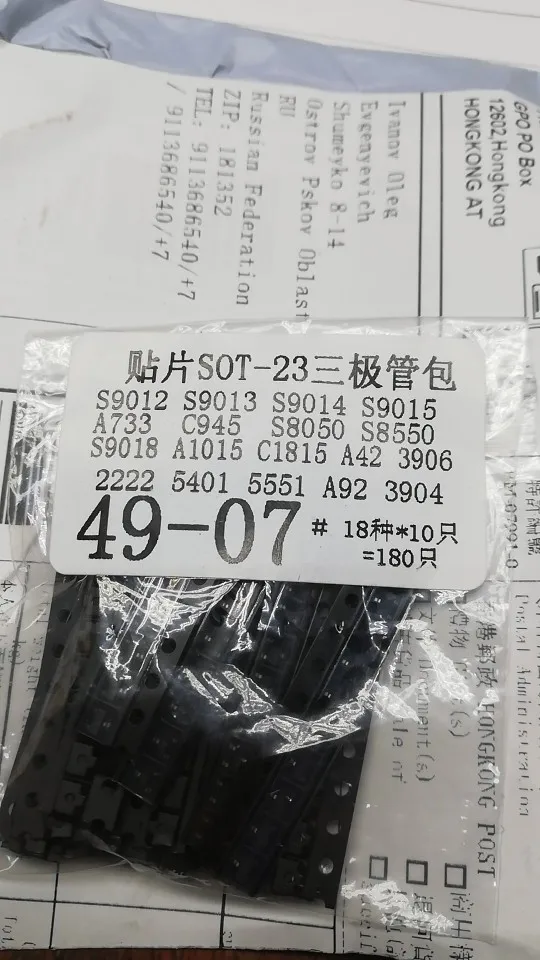 GPO PO Box
12602,Hongkong
HONGKONG AT
Ivanov Oleg
Evgenyevich
Shumeyko 8-14
Ostrov Pskov Oblast
RU
Russian Federation
ZIP: 181352
TEL: 9113686540/+7
/ 9113686540/+7
贴片SOT-23三极管包
S9012 S9013 S9014 S9015
A733 C945 S8050 S8550
S9018 A1015 C1815 A42 3906
2222 5401 5551 A92 3904
49-07 # 18种*10只
=180只
HONGKONG POST
Postal Administration